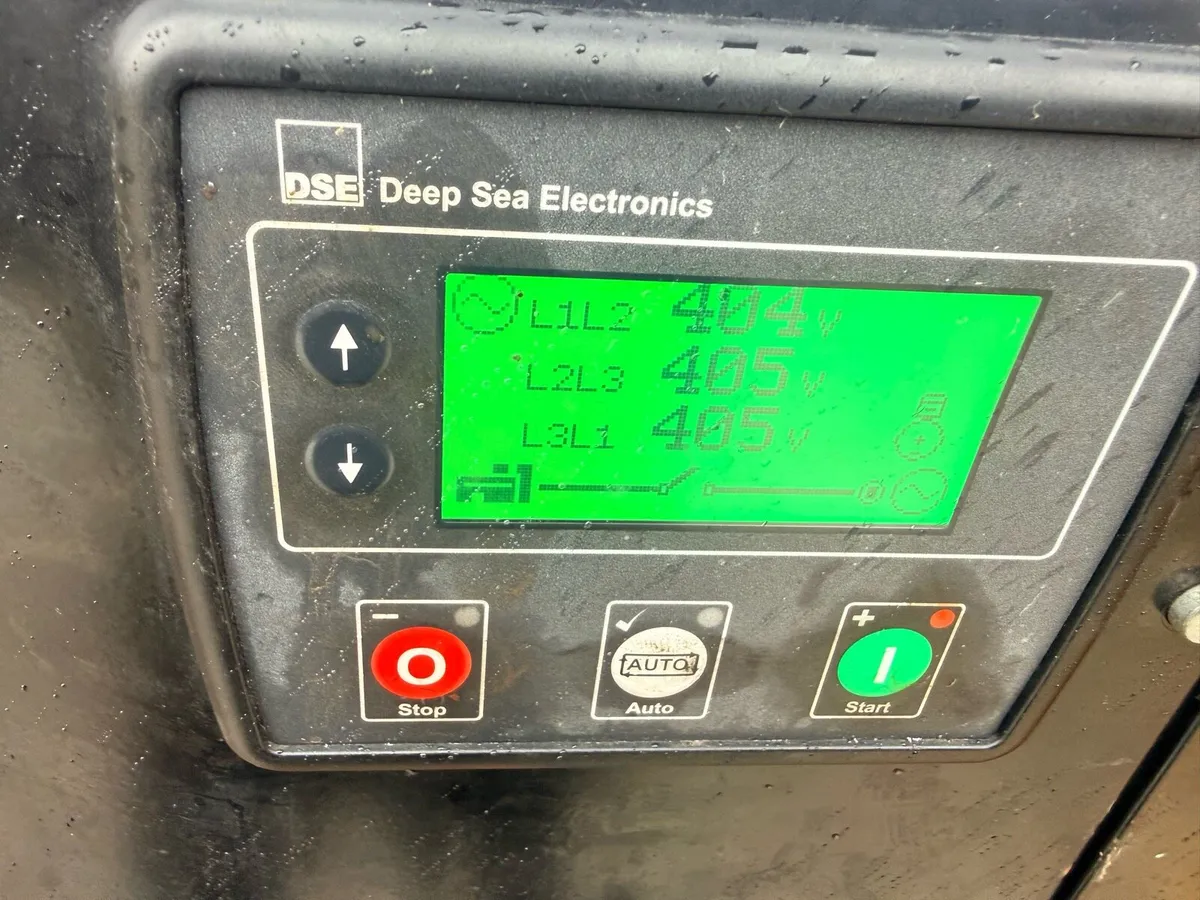 DSE Deep Sea Electronics
L1L2 404v
L2L3 405v
L3L1 405v
Stop
AUTO
Auto
Start